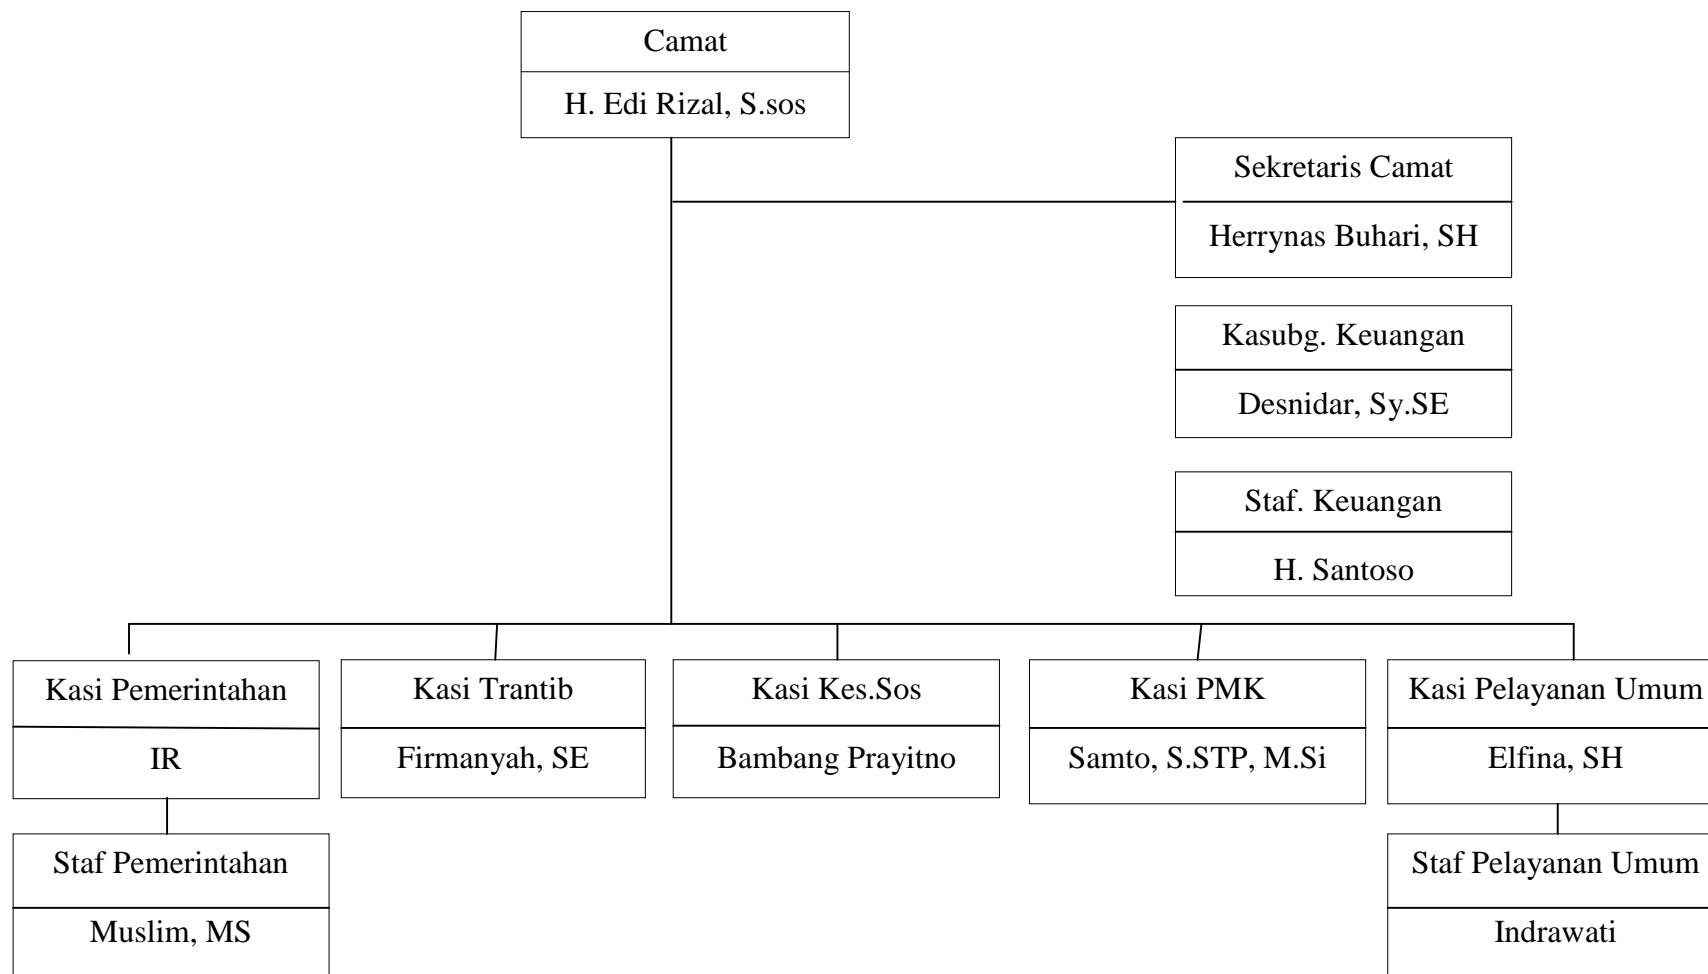 Camat
H. Edi Rizal, S.sos
Sekretaris Camat
Herrynas Buhari, SH
Kasubg. Keuangan
Desnidar, Sy.SE
Staf. Keuangan
H. Santoso
Kasi Pemerintahan
IR
Kasi Trantib
Firmanyah, SE
Kasi Kes.Sos
Bambang Prayitno
Kasi PMK
Samto, S.STP, M.Si
Kasi Pelayanan Umum
Elfina, SH
Staf Pemerintahan
Muslim, MS
Staf Pelayanan Umum
Indrawati